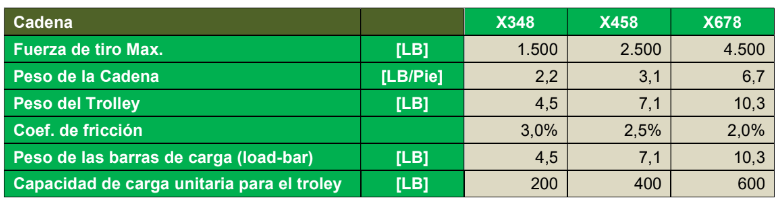 Cadena X348 X458 X678
Fuerza de tiro Max. [LB] 1.500 2.500 4.500
Peso de la Cadena [LB/Pie] 2,2 3,1 6,7
Peso del Trolley [LB] 4,5 7,1 10,3
Coef. de fricción 3,0% 2,5% 2,0%
Peso de las barras de carga (load-bar) [LB] 4,5 7,1 10,3
Capacidad de carga unitaria para el troley [LB] 200 400 600